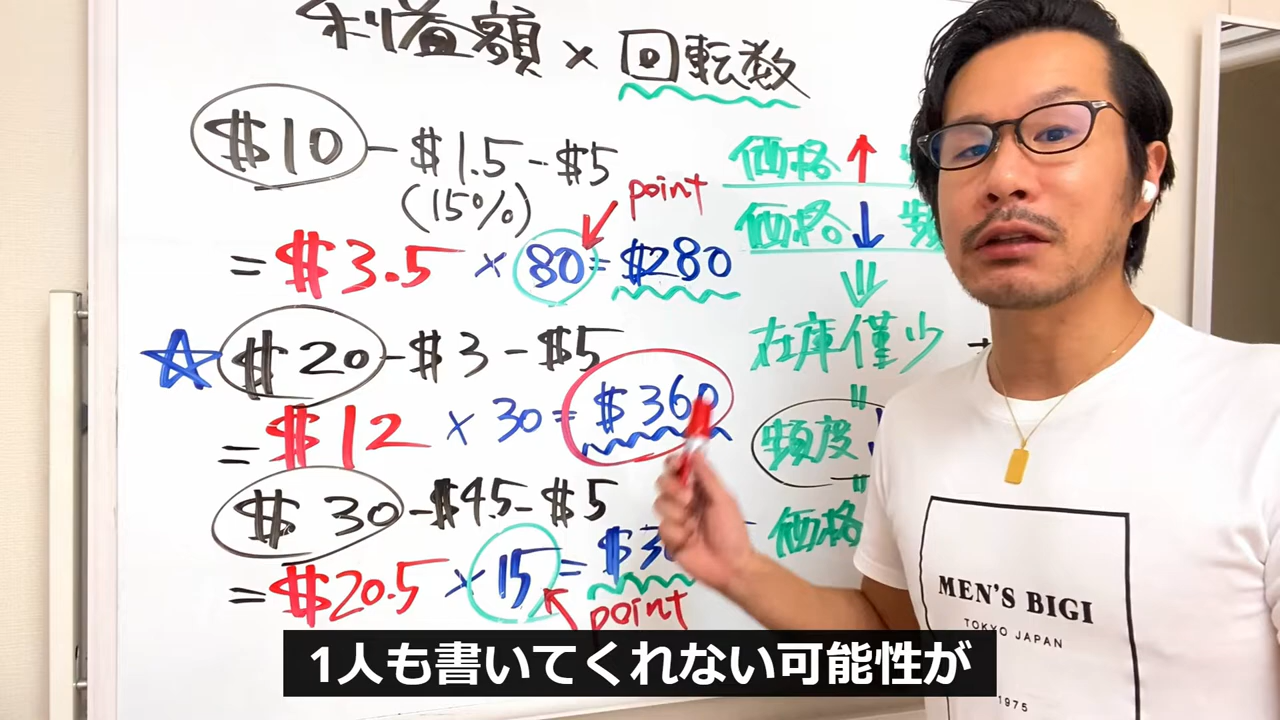 利益額 × 回転数
$10 - $1.5 - $5
(15%)
point
= $3.5 × 80 = $280
☆ $20 - $3 - $5
= $12 × 30 = $360
$30 - $4.5 - $5
= $20.5 × 15 = $30
point
価格↑
価格↓ 頻
⇓
在庫僅少
=
頻度↓
=
価格
MEN'S BIGI
TOKYO JAPAN
1975
1人も書いてくれない可能性が